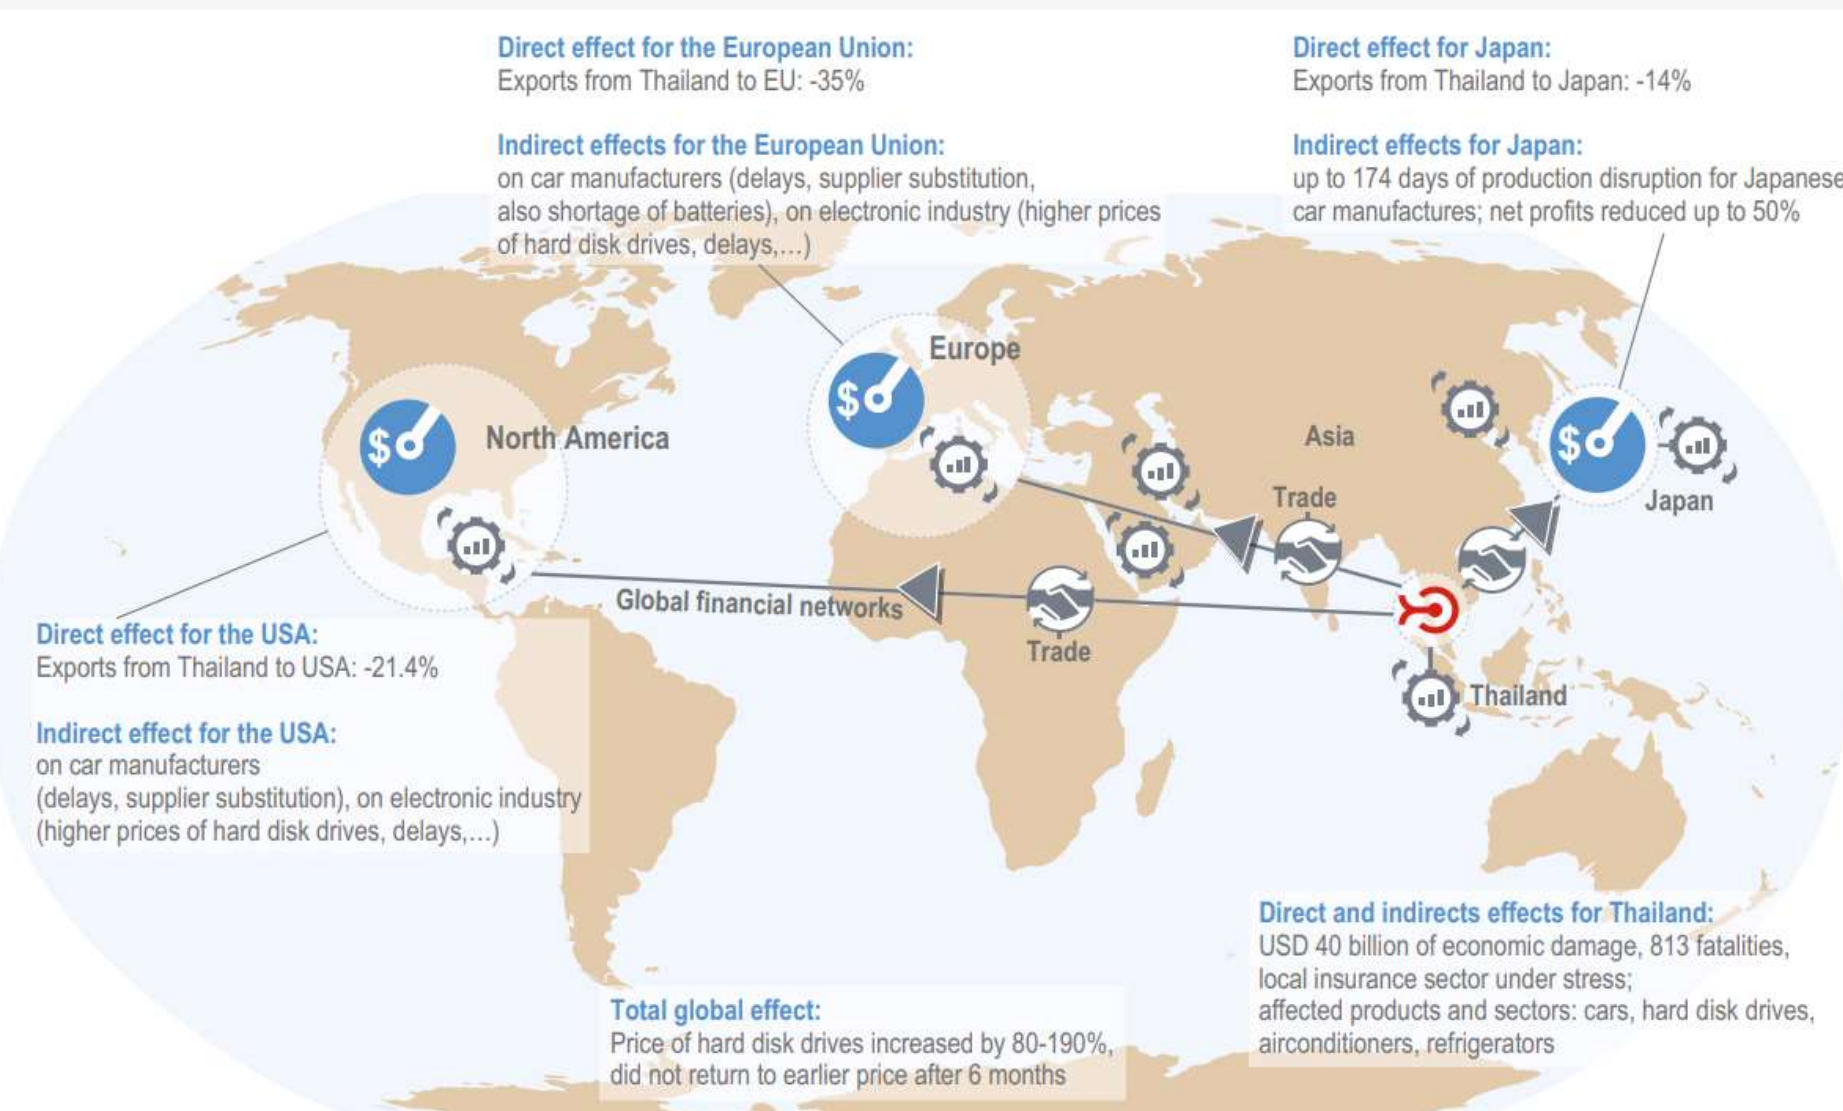 Direct effect for the European Union:
Exports from Thailand to EU: -35%
Indirect effects for the European Union:
on car manufacturers (delays, supplier substitution,
also shortage of batteries), on electronic industry (higher prices
of hard disk drives, delays,...)
Direct effect for Japan:
Exports from Thailand to Japan: -14%
Indirect effects for Japan:
up to 174 days of production disruption for Japanese
car manufactures; net profits reduced up to 50%
Europe
$
North America
$
Asia
$
Japan
Trade
Global financial networks
Trade
Thailand
Direct effect for the USA:
Exports from Thailand to USA: -21.4%
Indirect effect for the USA:
on car manufacturers
(delays, supplier substitution), on electronic industry
(higher prices of hard disk drives, delays,...)
Direct and indirects effects for Thailand:
USD 40 billion of economic damage, 813 fatalities,
local insurance sector under stress;
affected products and sectors: cars, hard disk drives,
airconditioners, refrigerators
Total global effect:
Price of hard disk drives increased by 80-190%,
did not return to earlier price after 6 months